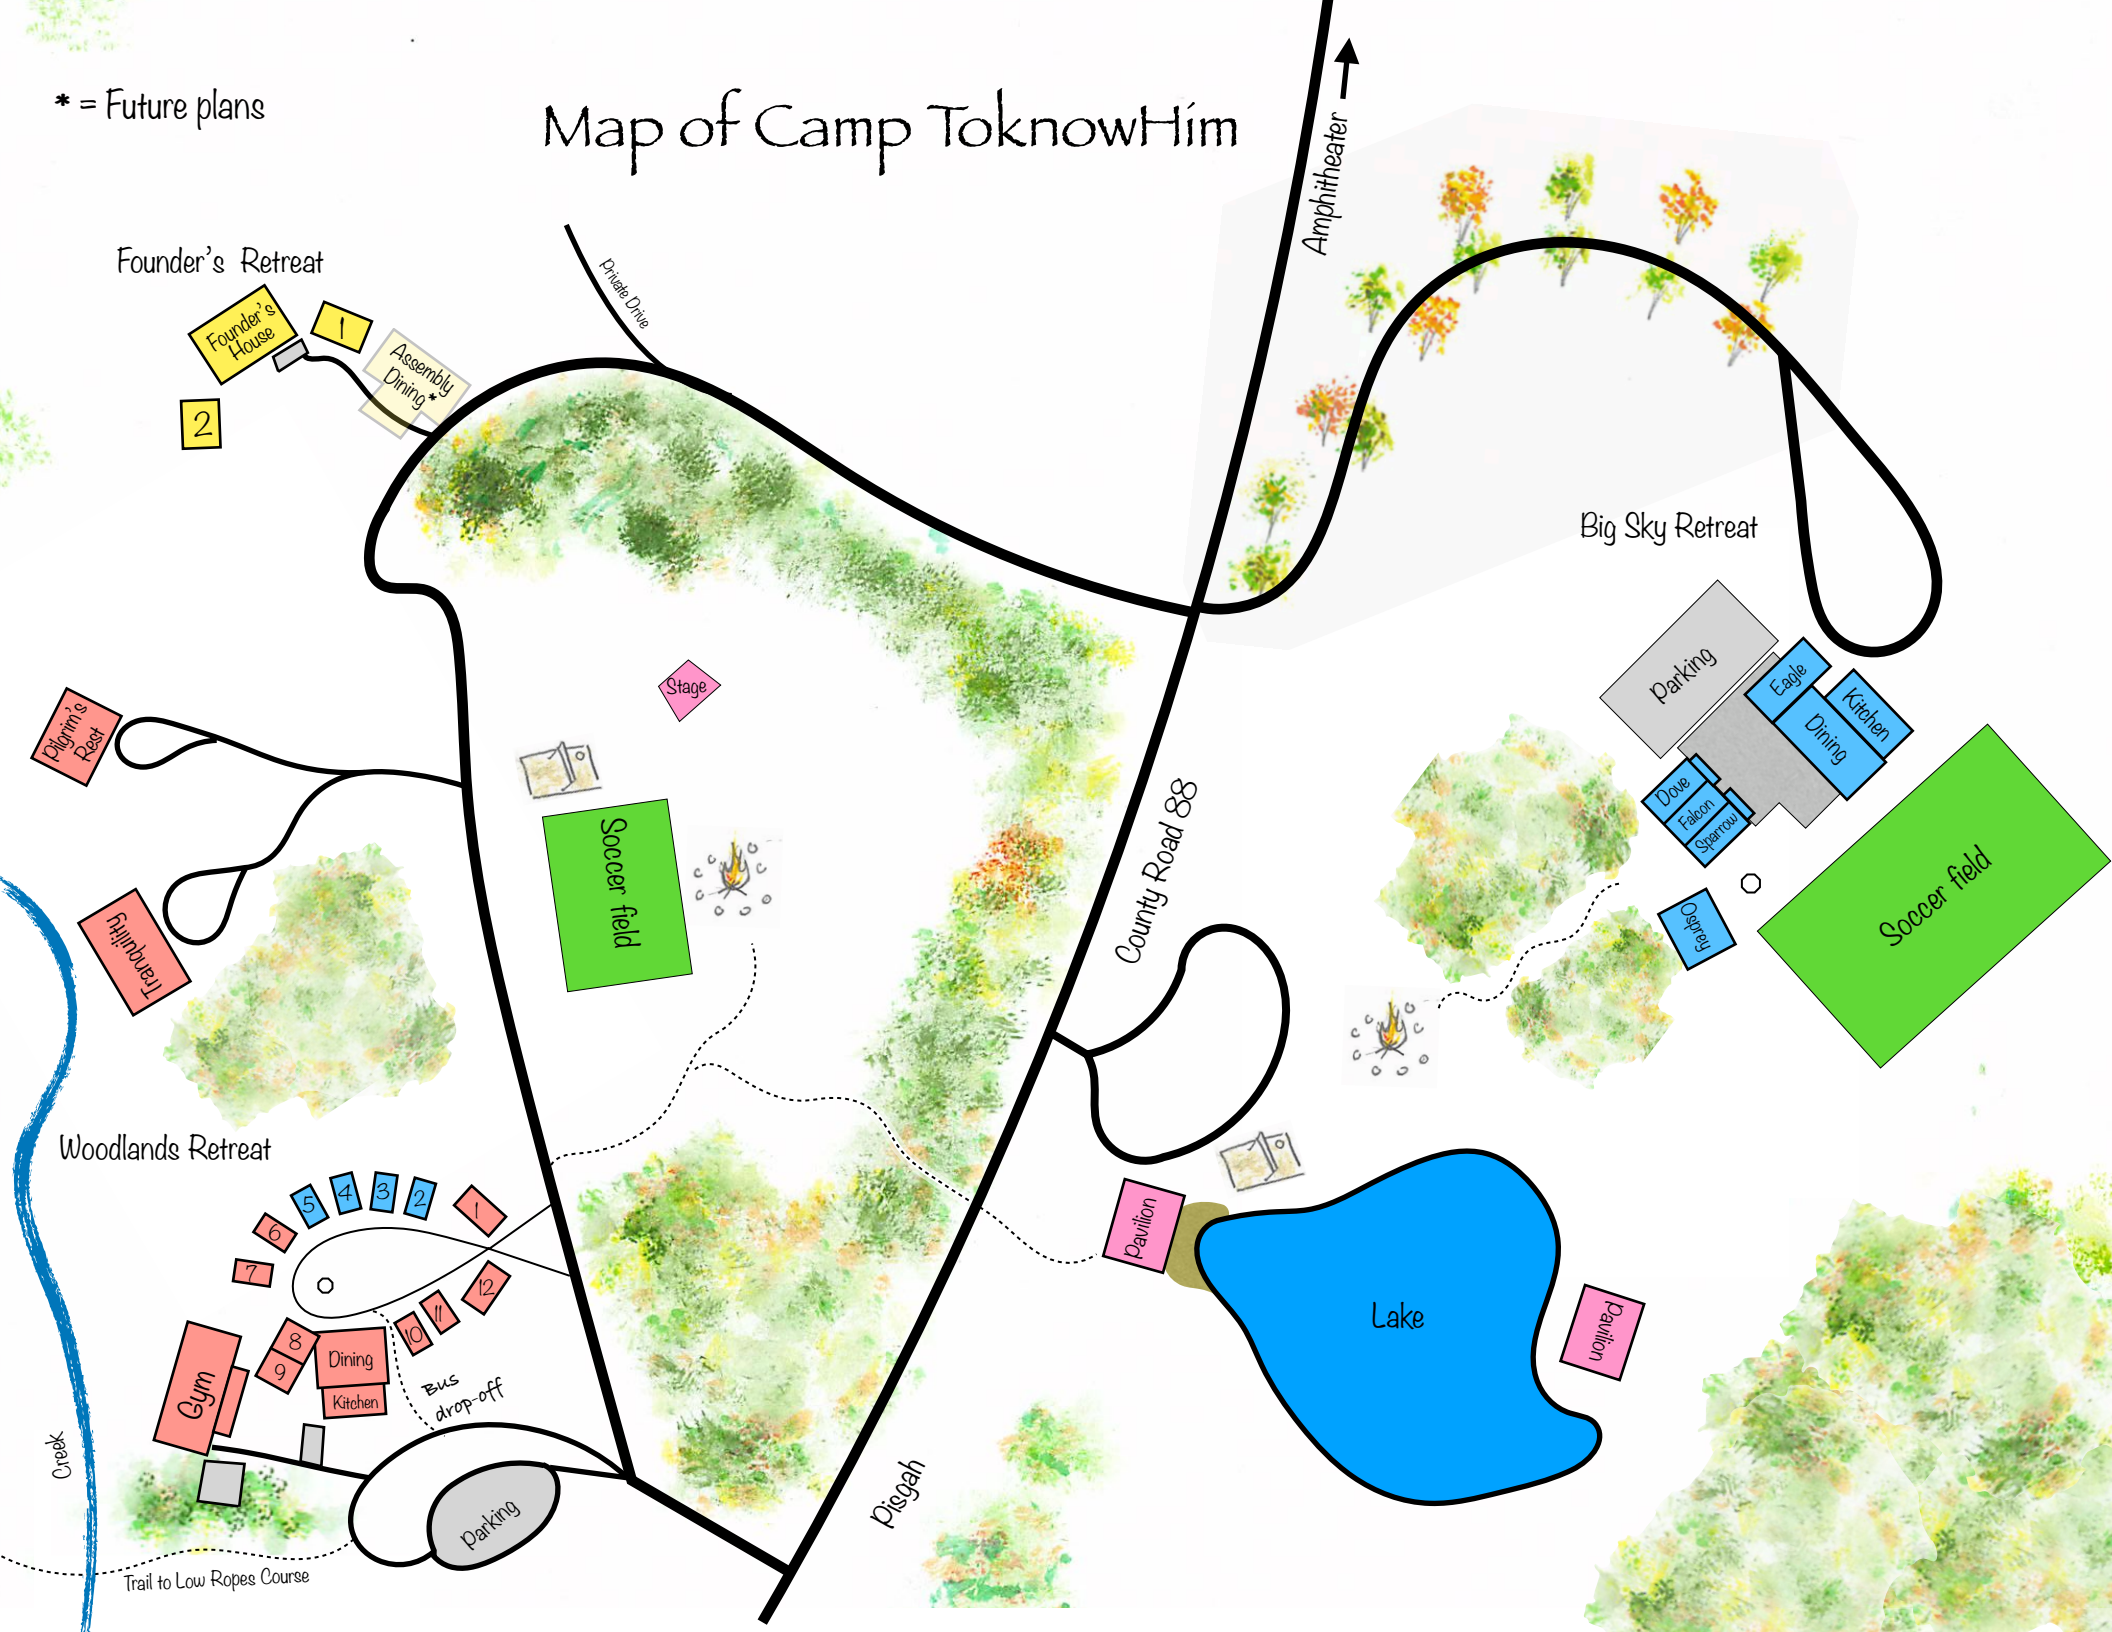 * = Future plans
Map of Camp ToknowHim
Amphitheater
Founder's Retreat
Private Drive
Founder's
House
1
Assembly
Dining *
2
Big Sky Retreat
Parking
Eagle
Kitchen
Dining
Dove
Falcon
Sparrow
Osprey
Soccer field
Stage
Pilgrim's
Rest
Soccer field
County Road 88
Tranquility
Woodlands Retreat
5
4
3
2
1
6
7
12
11
10
8
9
Dining
Kitchen
Gym
Bus
drop-off
Creek
Parking
Trail to Low Ropes Course
Pisgah
Pavilion
Lake
Pavilion